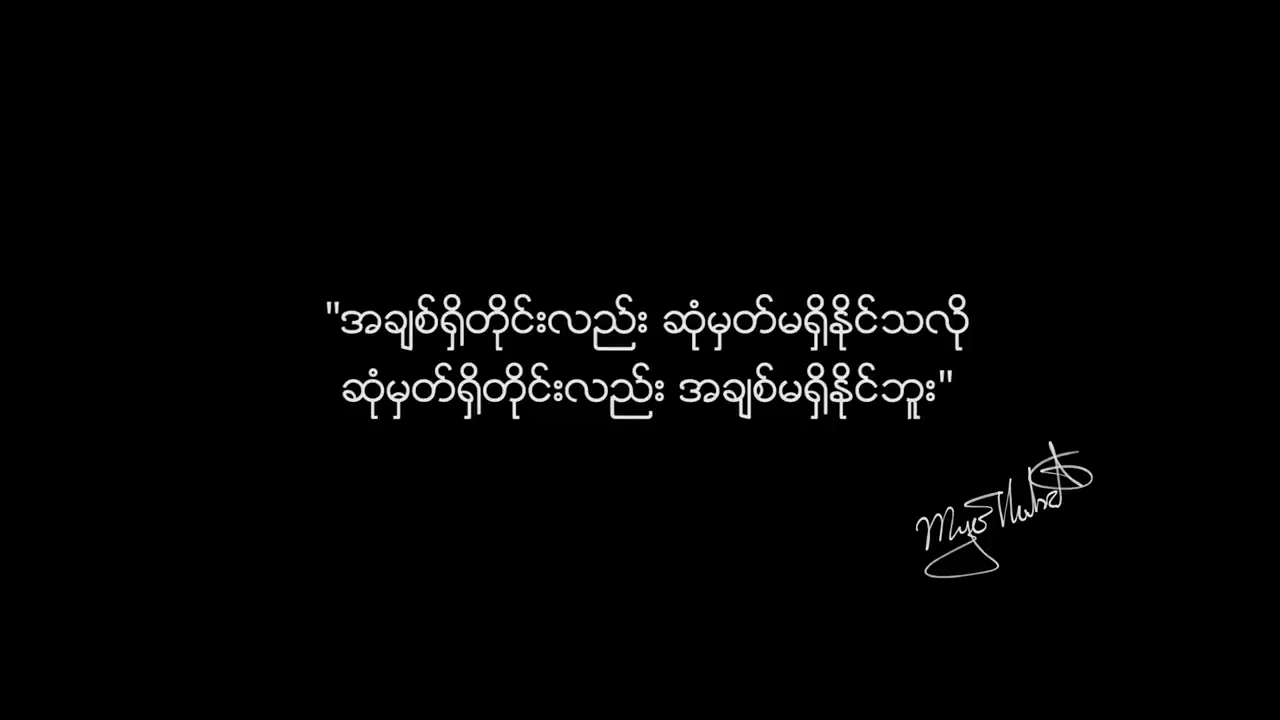 "အချစ်ရှိတိုင်းလည်း ဆုံမှတ်မရှိနိုင်သလို
ဆုံမှတ်ရှိတိုင်းလည်း အချစ်မရှိနိုင်ဘူး"